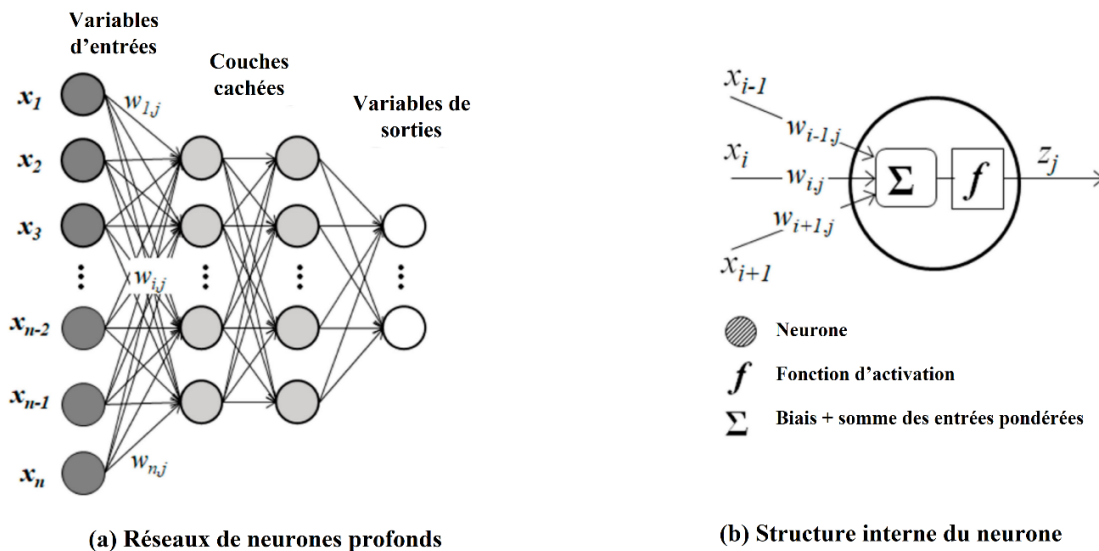 Variables
d'entrées
Couches
cachées
Variables de
sorties
x1
x2
x3
xn-2
xn-1
xn
w1,j
wi,j
wn,j
(a) Réseaux de neurones profonds
xi-1
xi
xi+1
wi-1,j
wi,j
wi+1,j
Σ
f
zj
Neurone
f Fonction d'activation
Σ Biais + somme des entrées pondérées
(b) Structure interne du neurone